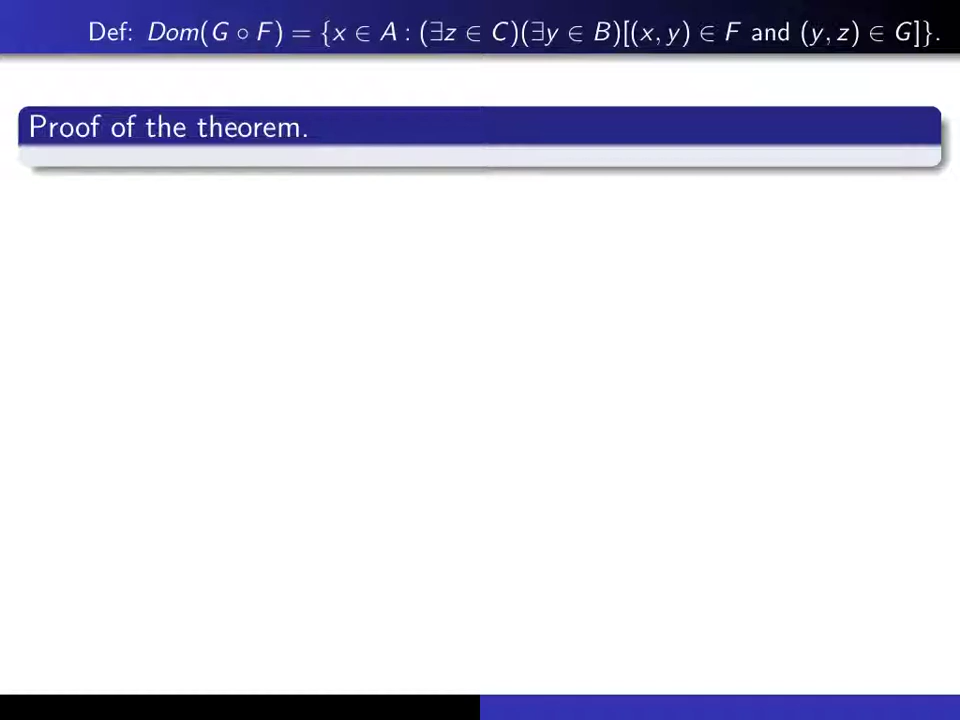 Def: Dom(G ∘ F) = {x ∈ A : (∃z ∈ C)(∃y ∈ B)[(x, y) ∈ F and (y, z) ∈ G]}.
Proof of the theorem.